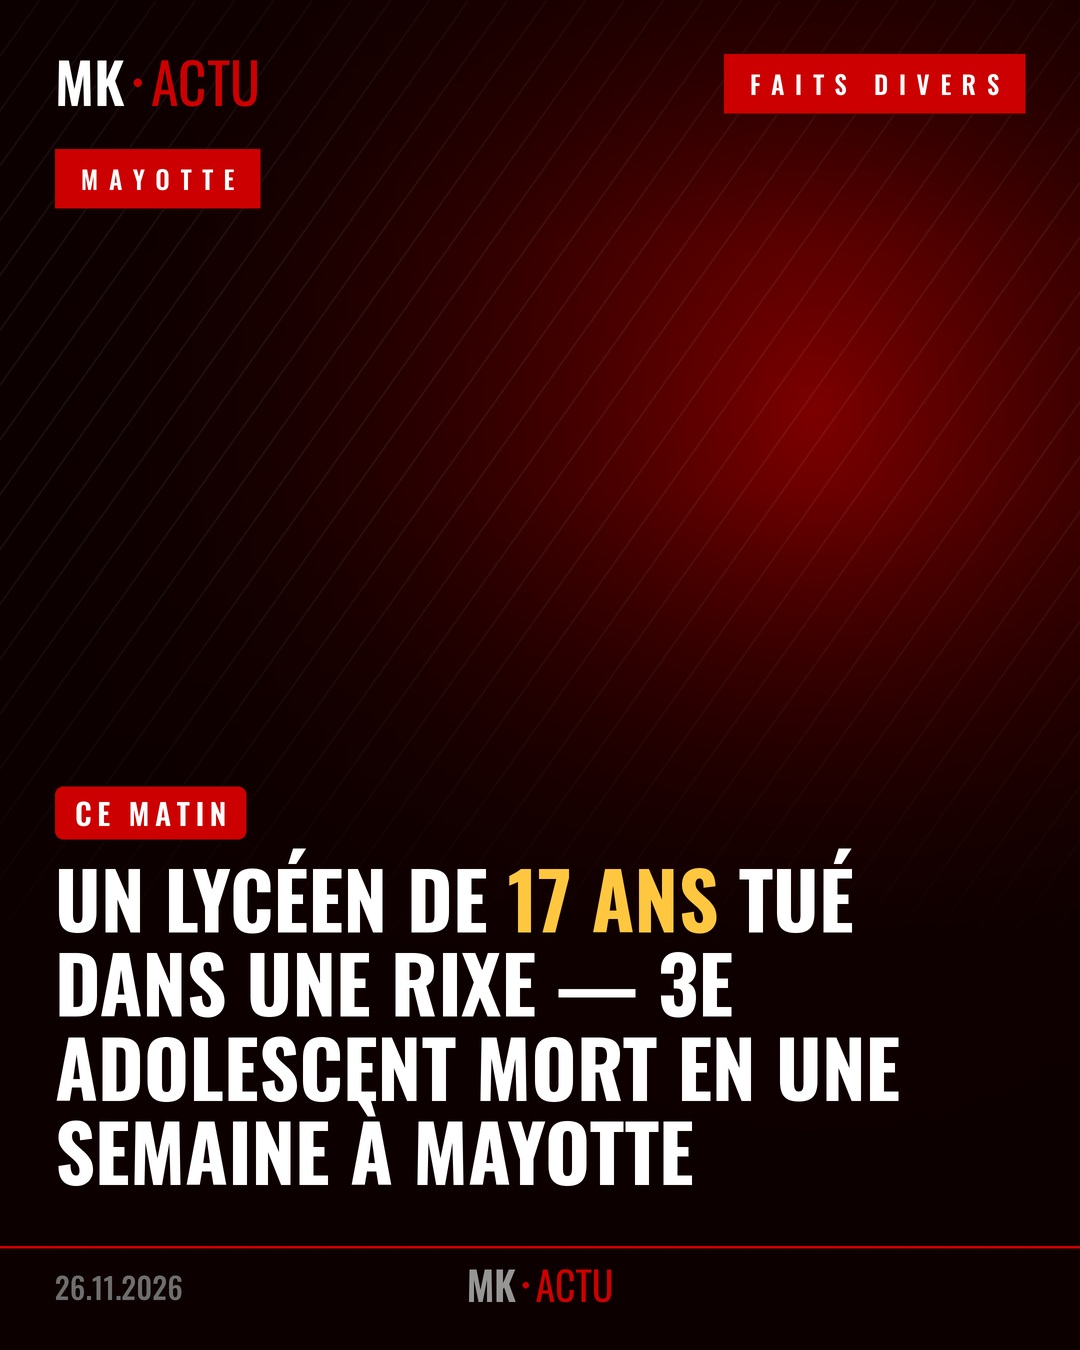 MK·ACTU
FAITS DIVERS
MAYOTTE
CE MATIN
UN LYCÉEN DE 17 ANS TUÉ
DANS UNE RIXE — 3E
ADOLESCENT MORT EN UNE
SEMAINE À MAYOTTE
26.11.2026
MK·ACTU